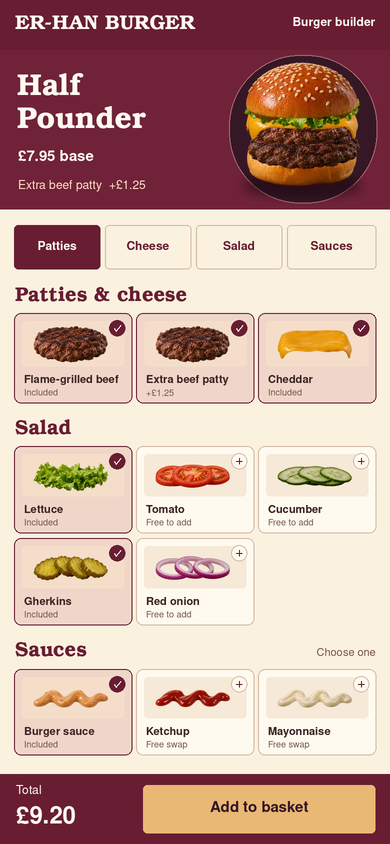 ER-HAN BURGER
Burger builder
Half
Pounder
£7.95 base
Extra beef patty +£1.25
Patties
Cheese
Salad
Sauces
Patties & cheese
Flame-grilled beef
Included
Extra beef patty
+£1.25
Cheddar
Included
Salad
Lettuce
Included
Tomato
Free to add
Cucumber
Free to add
Gherkins
Included
Red onion
Free to add
Sauces
Choose one
Burger sauce
Included
Ketchup
Free swap
Mayonnaise
Free swap
Total
£9.20
Add to basket